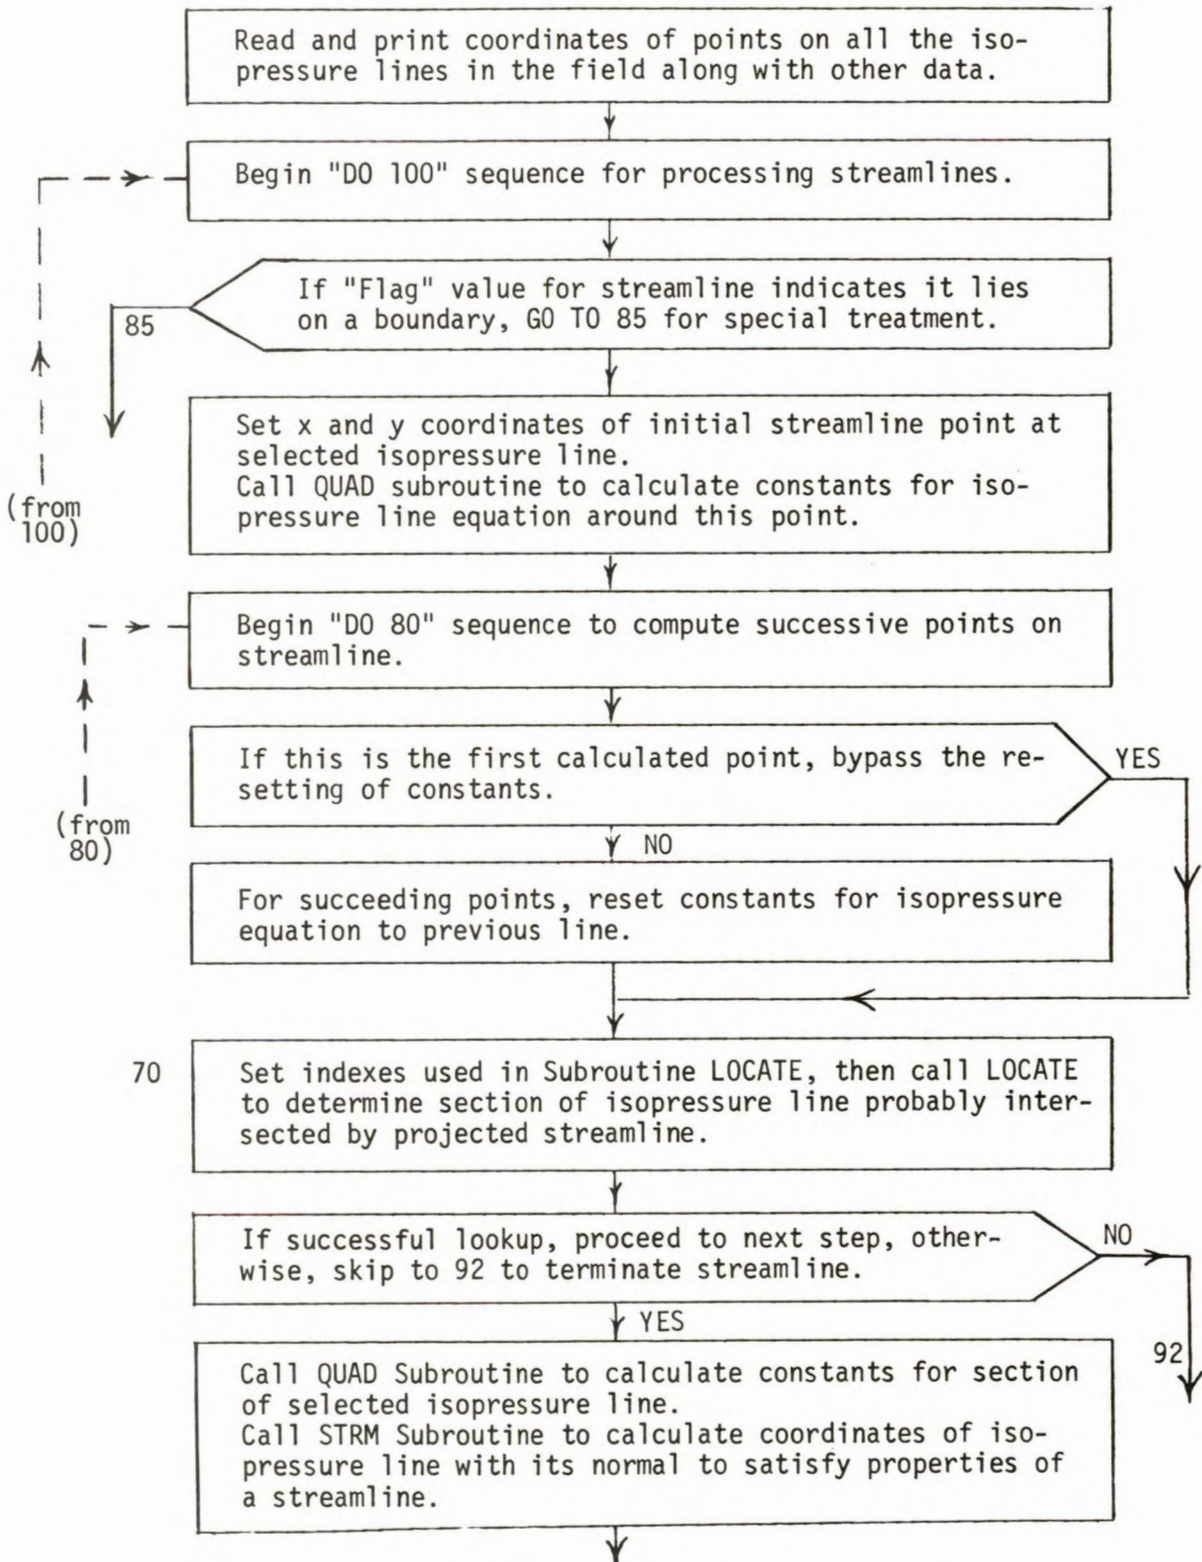 Read and print coordinates of points on all the iso-
pressure lines in the field along with other data.
Begin "DO 100" sequence for processing streamlines.
If "Flag" value for streamline indicates it lies
on a boundary, GO TO 85 for special treatment.
85
Set x and y coordinates of initial streamline point at
selected isopressure line.
Call QUAD subroutine to calculate constants for iso-
pressure line equation around this point.
(from
100)
Begin "DO 80" sequence to compute successive points on
streamline.
If this is the first calculated point, bypass the re-
setting of constants.
YES
(from
80)
NO
For succeeding points, reset constants for isopressure
equation to previous line.
70
Set indexes used in Subroutine LOCATE, then call LOCATE
to determine section of isopressure line probably inter-
sected by projected streamline.
If successful lookup, proceed to next step, other-
wise, skip to 92 to terminate streamline.
NO
YES
92
Call QUAD Subroutine to calculate constants for section
of selected isopressure line.
Call STRM Subroutine to calculate coordinates of iso-
pressure line with its normal to satisfy properties of
a streamline.